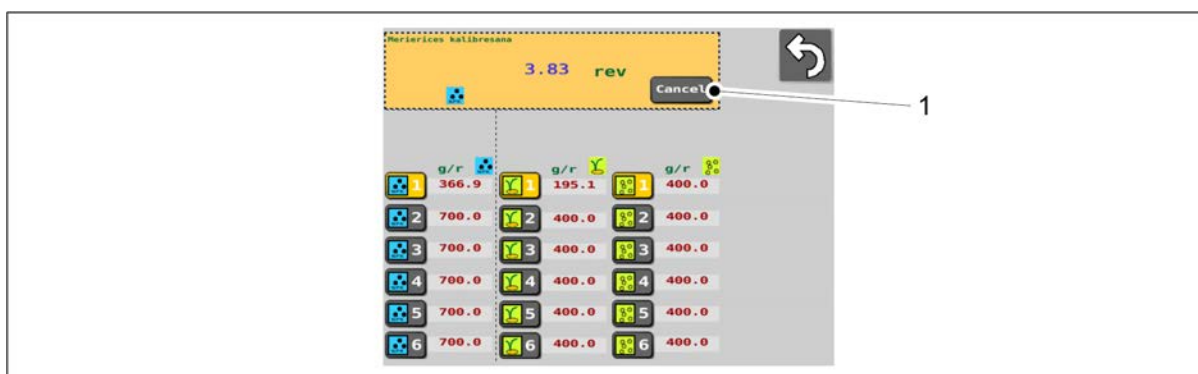 Merierices kalibresana
3.83 rev
Cancel
1
g/r g/r g/r
1 366.9 1 195.1 1 400.0
2 700.0 2 400.0 2 400.0
3 700.0 3 400.0 3 400.0
4 700.0 4 400.0 4 400.0
5 700.0 5 400.0 5 400.0
6 700.0 6 400.0 6 400.0